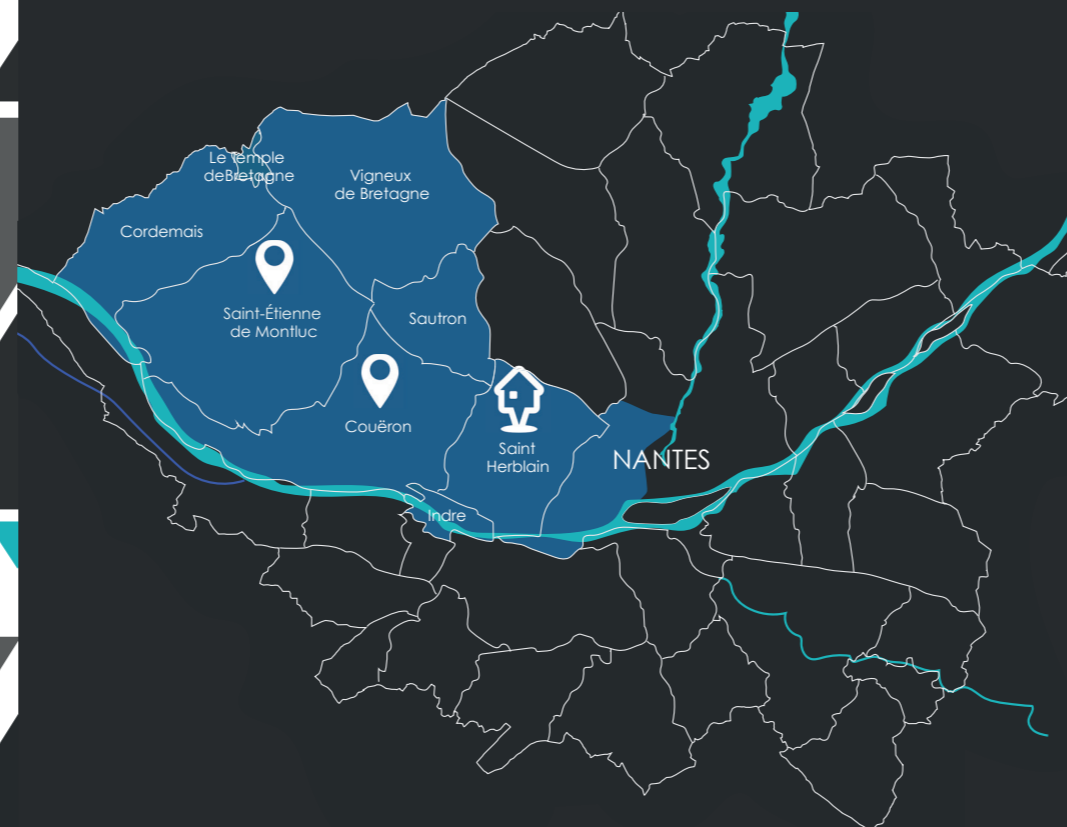 Le Temple
deBretagne
Vigneux
de Bretagne
Cordemais
Saint-Étienne
de Montluc
Sautron
Couëron
Saint
Herblain
NANTES
Indre